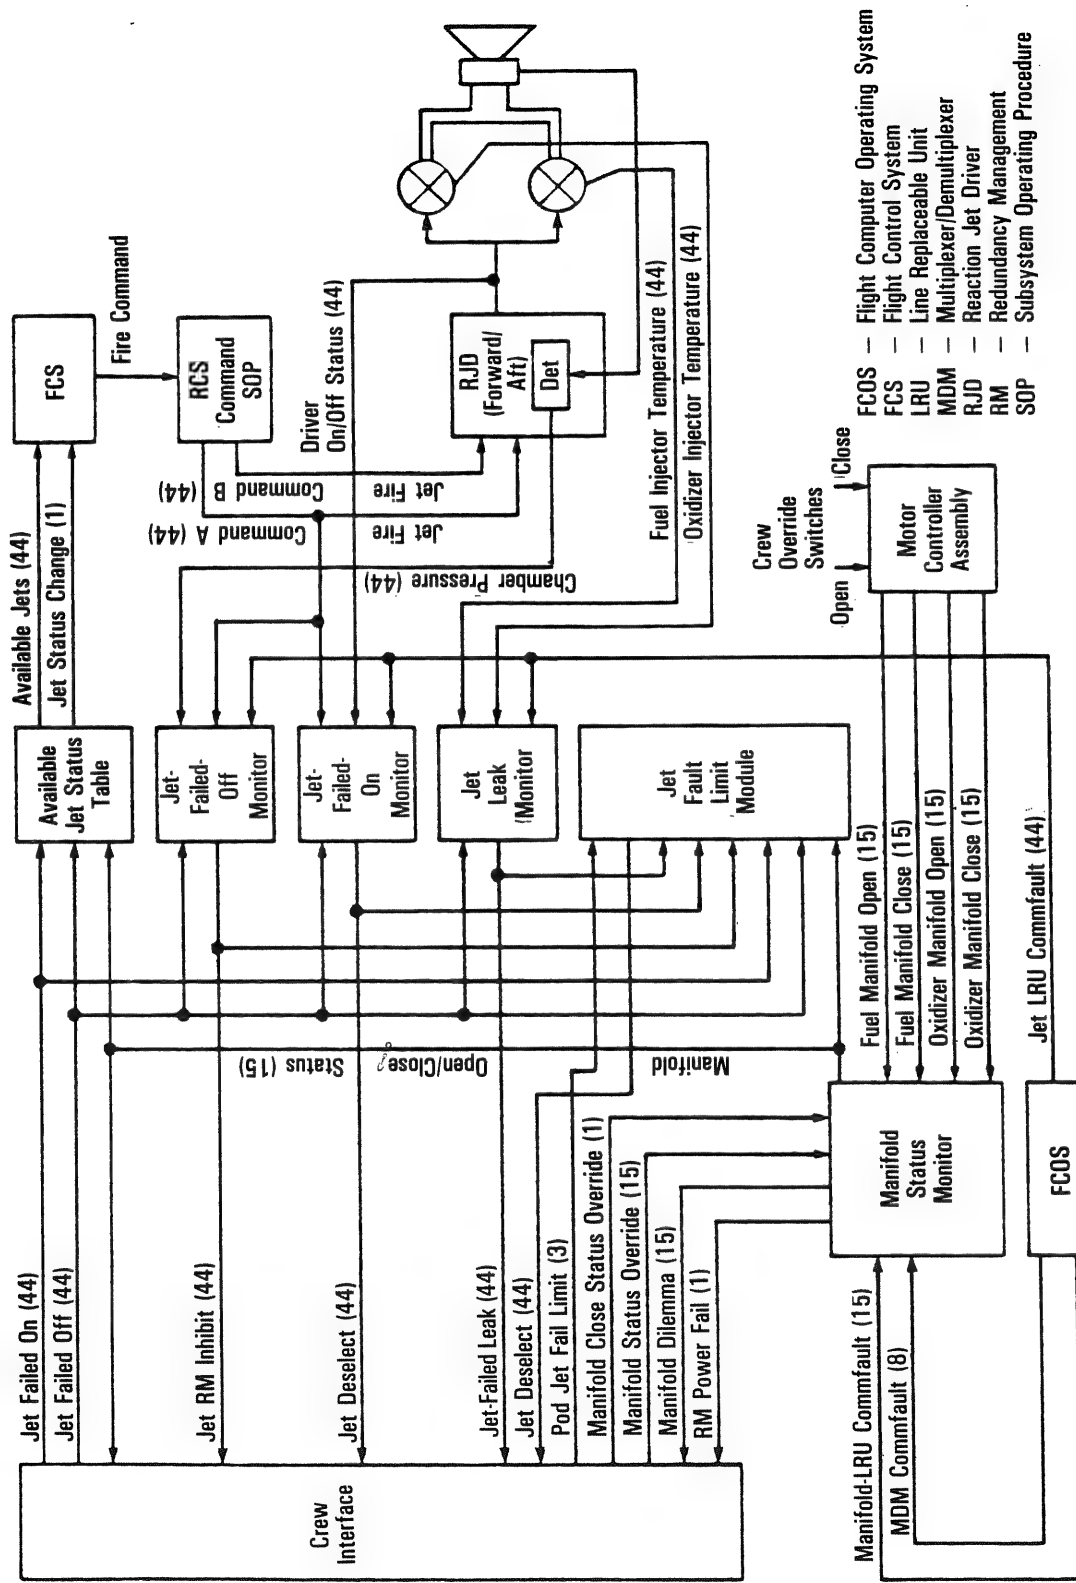 Crew
Interface
Jet Failed On (44)
Jet Failed Off (44)
Jet RM Inhibit (44)
Jet Deselect (44)
Jet-Failed Leak (44)
Jet Deselect (44)
Pod Jet Fail Limit (3)
Manifold Close Status Override (1)
Manifold Status Override (15)
Manifold Dilemma (15)
RM Power Fail (1)
Manifold-LRU Commfault (15)
MDM Commfault (8)
Manifold
Open/Close
Status (15)
Available
Jet Status
Table
Jet-
Failed-
Off
Monitor
Jet-
Failed-
On
Monitor
Jet
Leak
Monitor
Jet
Fault
Limit
Module
Manifold
Status
Monitor
FCOS
Fuel Manifold Open (15)
Fuel Manifold Close (15)
Oxidizer Manifold Open (15)
Oxidizer Manifold Close (15)
Jet LRU Commfault (44)
Available Jets (44)
Jet Status Change (1)
FCS
Fire Command
RCS
Command
SOP
Jet Fire
Command A (44)
Jet Fire
Command B (44)
Chamber Pressure (44)
Driver
On/Off Status (44)
RJD
(Forward/
Aft)
Det
Fuel Injector Temperature (44)
Oxidizer Injector Temperature (44)
Crew
Override
Switches
Open
Close
Motor
Controller
Assembly
FCOS — Flight Computer Operating System
FCS — Flight Control System
LRU — Line Replaceable Unit
MDM — Multiplexer/Demultiplexer
RJD — Reaction Jet Driver
RM — Redundancy Management
SOP — Subsystem Operating Procedure